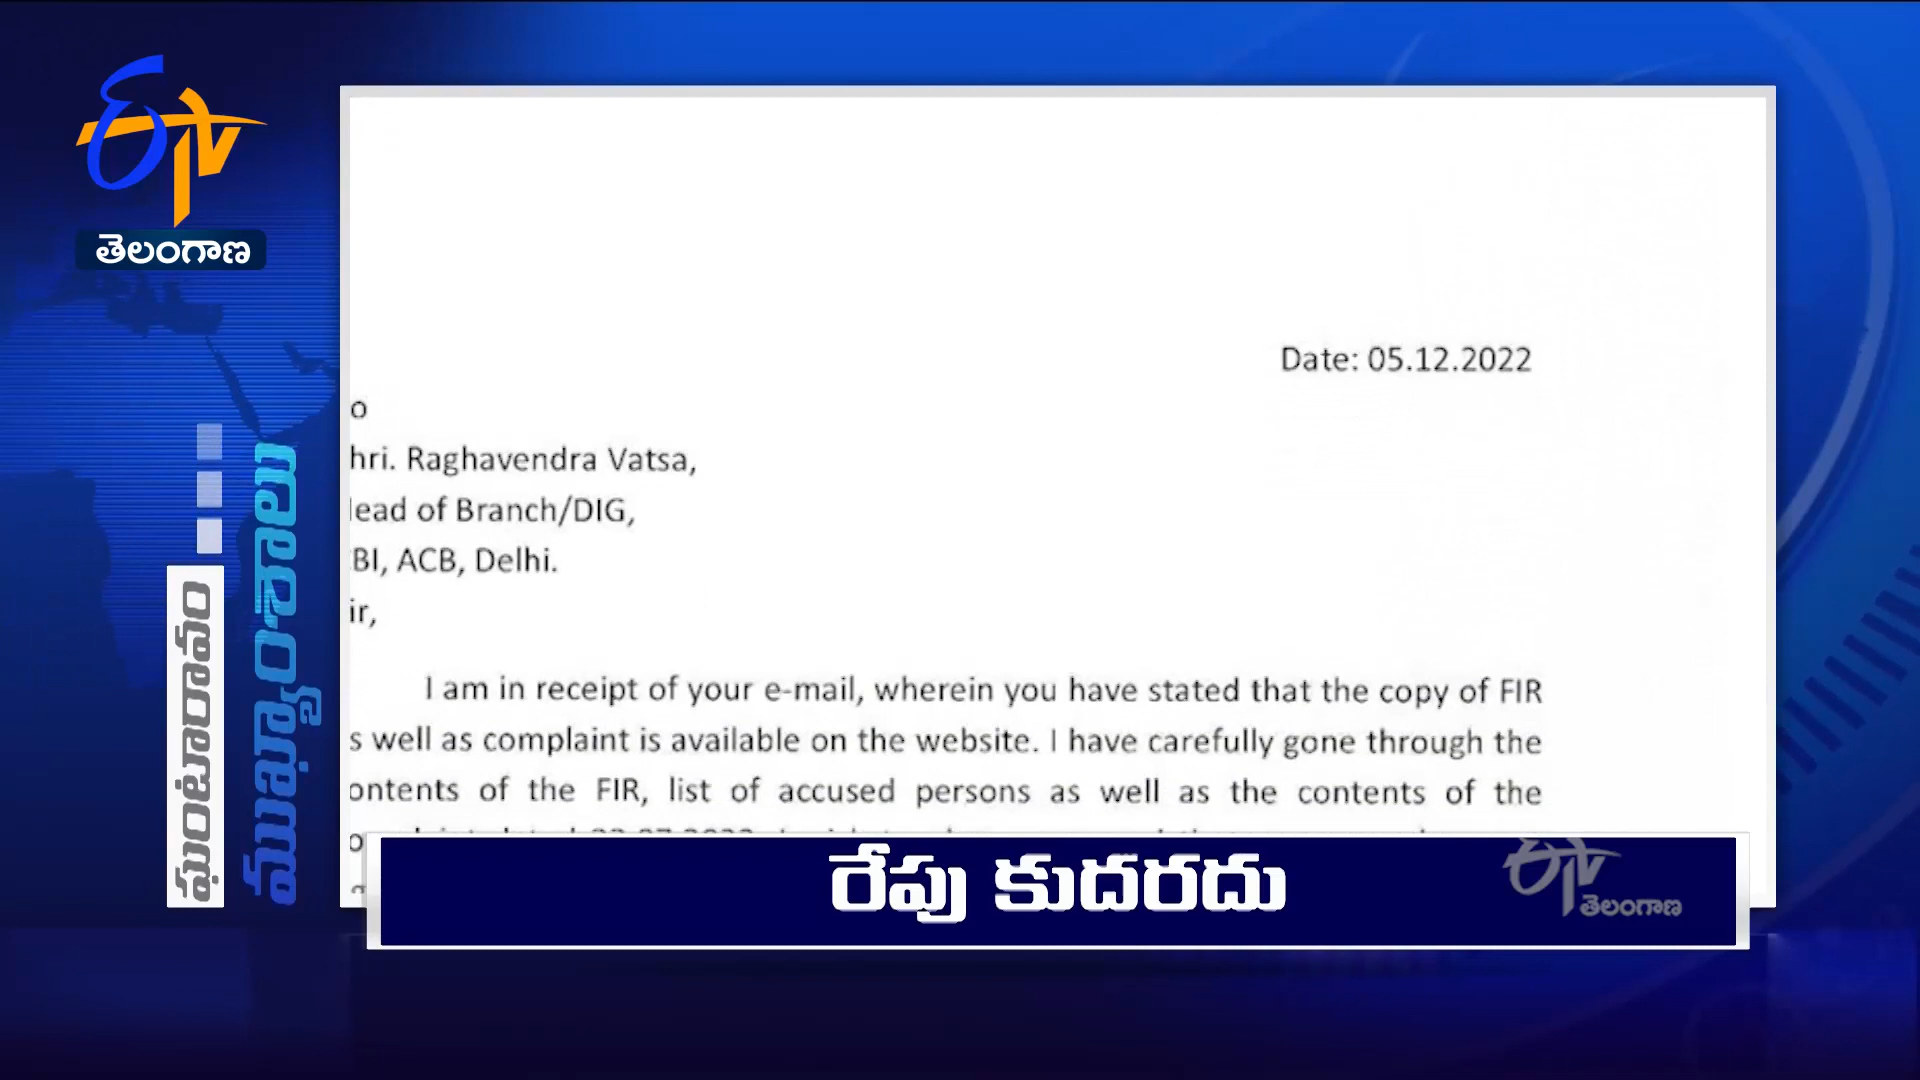 ETV
తెలంగాణ
Date: 05.12.2022
o
hri. Raghavendra Vatsa,
ead of Branch/DIG,
BI, ACB, Delhi.
ir,
I am in receipt of your e-mail, wherein you have stated that the copy of FIR
s well as complaint is available on the website. I have carefully gone through the
ontents of the FIR, list of accused persons as well as the contents of the
ఘంటారావం
ముఖ్యాంశాలు
రేపు కుదరదు
ETV
తెలంగాణ